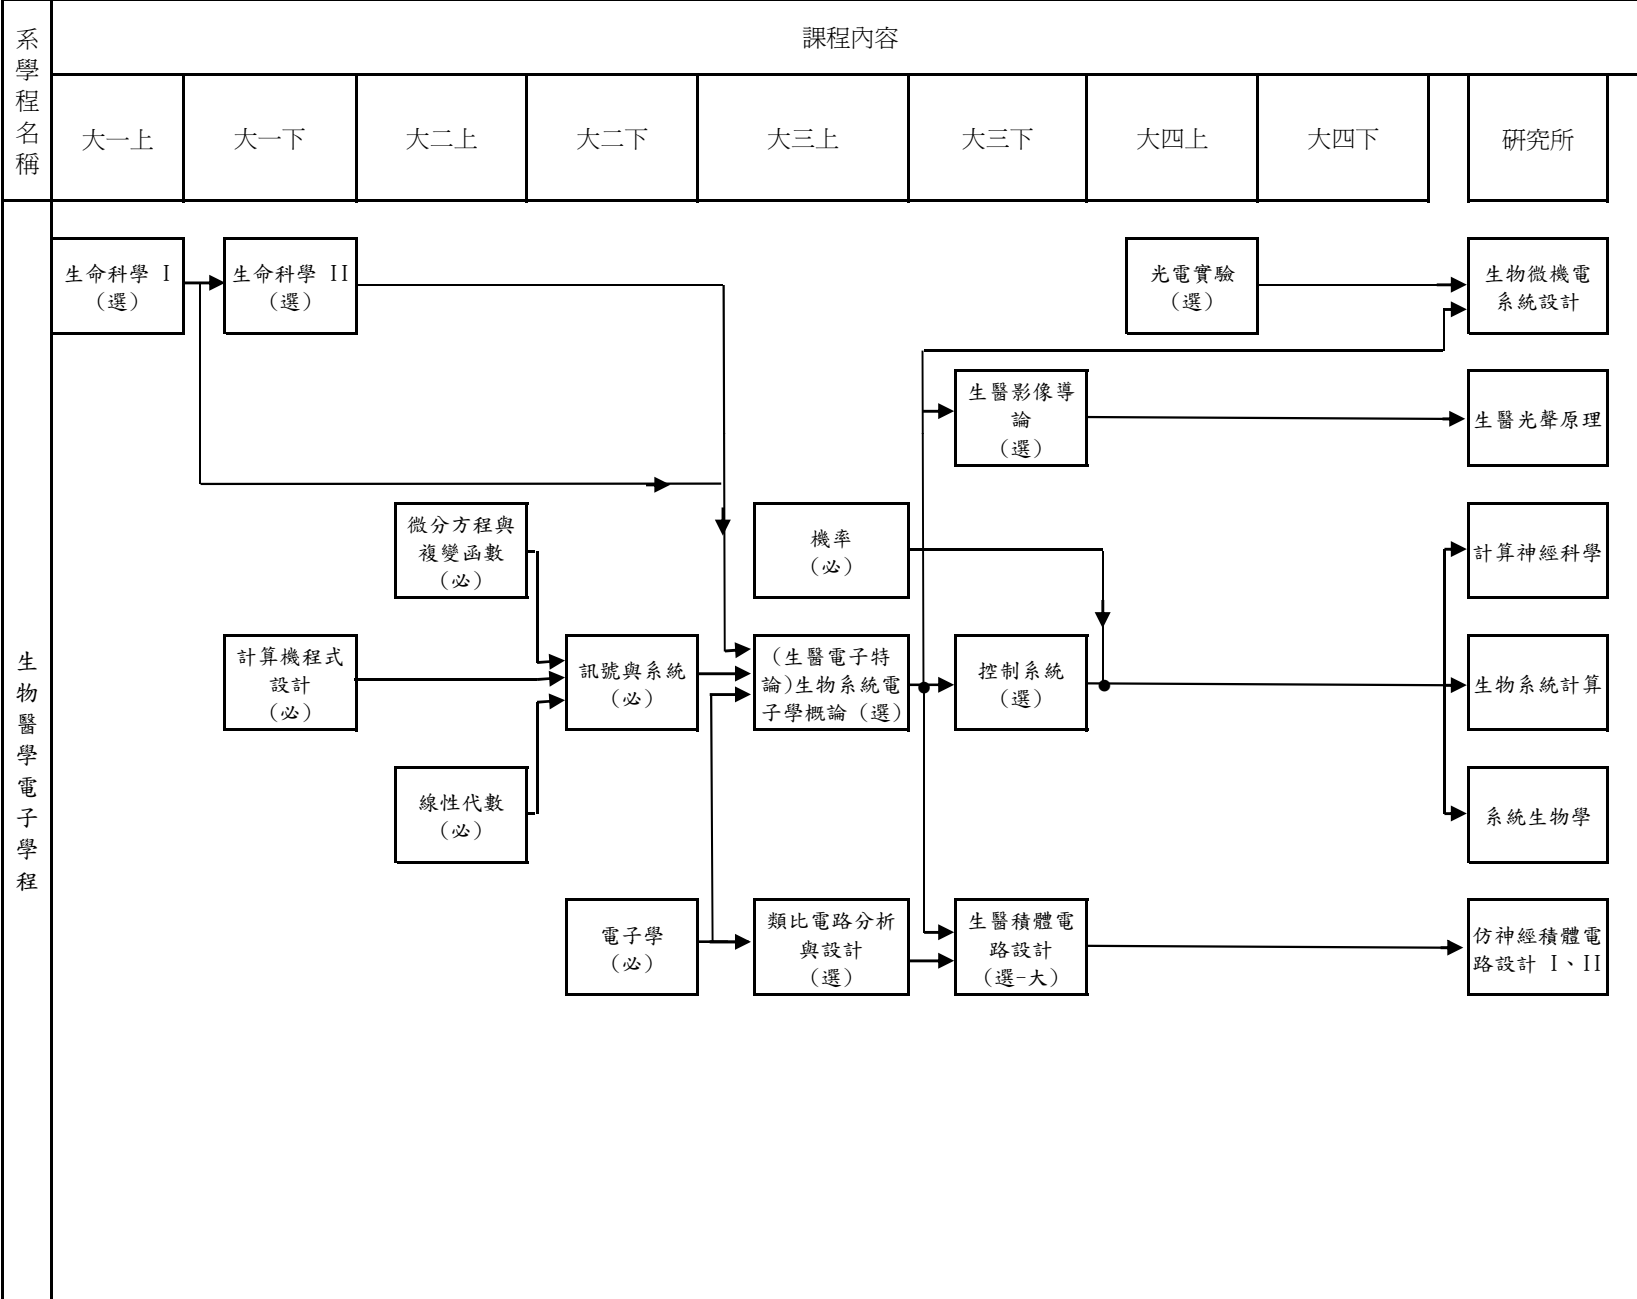 系
學
程
名
稱
課程內容
大一上
大一下
大二上
大二下
大三上
大三下
大四上
大四下
研究所
生
物
醫
學
電
子
學
程
生命科學 I
(選)
生命科學 II
(選)
光電實驗
(選)
生物微機電
系統設計
生醫影像導
論
(選)
生醫光聲原理
微分方程與
複變函數
(必)
機率
(必)
計算神經科學
計算機程式
設計
(必)
訊號與系統
(必)
(生醫電子特
論)生物系統電
子學概論 (選)
控制系統
(選)
生物系統計算
線性代數
(必)
系統生物學
電子學
(必)
類比電路分析
與設計
(選)
生醫積體電
路設計
(選-大)
仿神經積體電
路設計 I、II